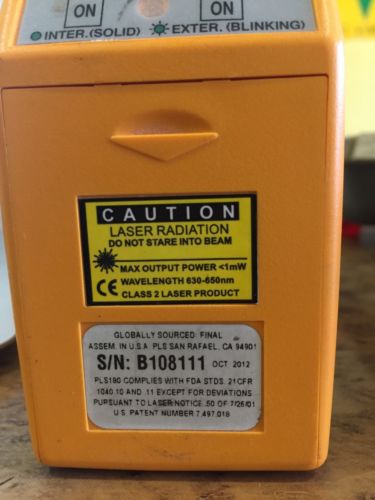 ON ON
INTER.(SOLID) EXTER.(BLINKING)
CAUTION
LASER RADIATION
DO NOT STARE INTO BEAM
MAX OUTPUT POWER <1mW
CE WAVELENGTH 630-650nm
CLASS 2 LASER PRODUCT
GLOBALLY SOURCED. FINAL
ASSEM. IN U.S.A. PLS SAN RAFAEL, CA 94901
S/N: B108111 OCT 2012
PLS180 COMPLIES WITH FDA STDS. 21CFR
1040.10 AND .11 EXCEPT FOR DEVIATIONS
PURSUANT TO LASER NOTICE .50 OF 7/26/01
U.S. PATENT NUMBER 7,497,018